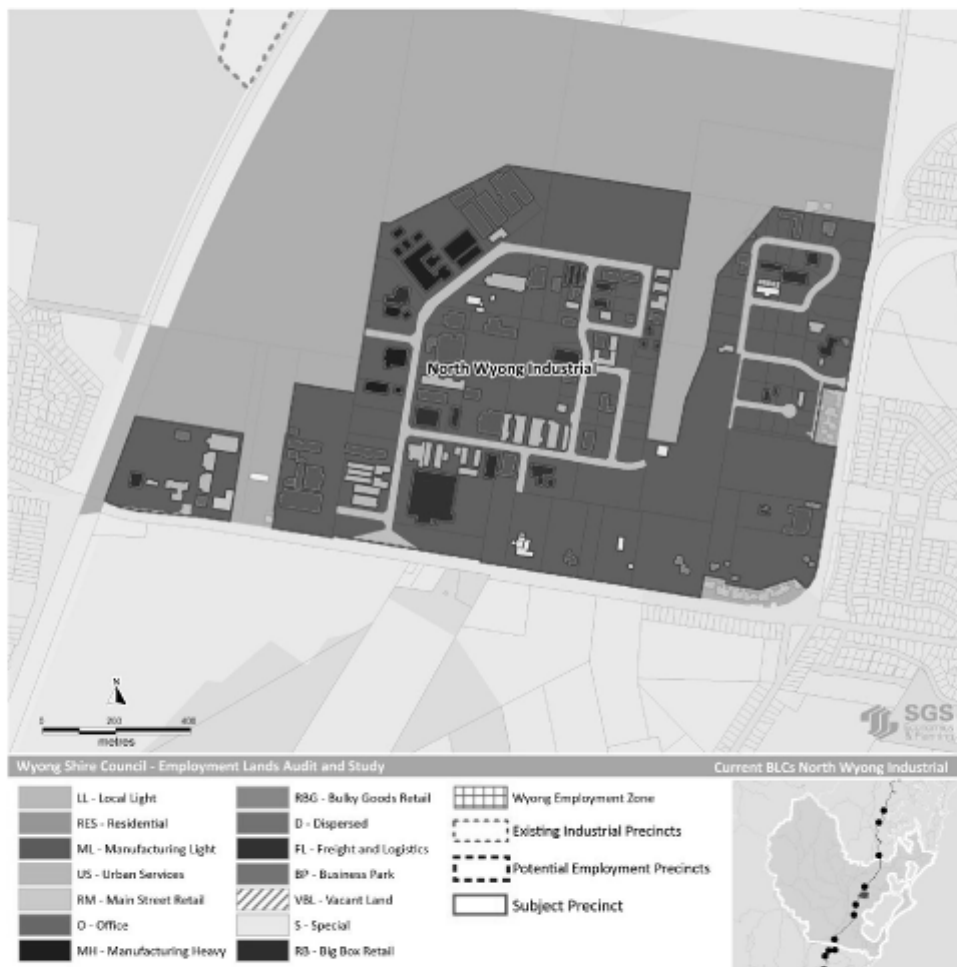 North Wyong Industrial
N
0 200 400
metres
SGS
Economics
& Planning
Wyong Shire Council - Employment Lands Audit and Study
Current BLCs North Wyong Industrial
LL - Local Light
RES - Residential
ML - Manufacturing Light
US - Urban Services
RM - Main Street Retail
O - Office
MH - Manufacturing Heavy
RBG - Bulky Goods Retail
D - Dispersed
FL - Freight and Logistics
BP - Business Park
VBL - Vacant Land
S - Special
RB - Big Box Retail
Wyong Employment Zone
Existing Industrial Precincts
Potential Employment Precincts
Subject Precinct